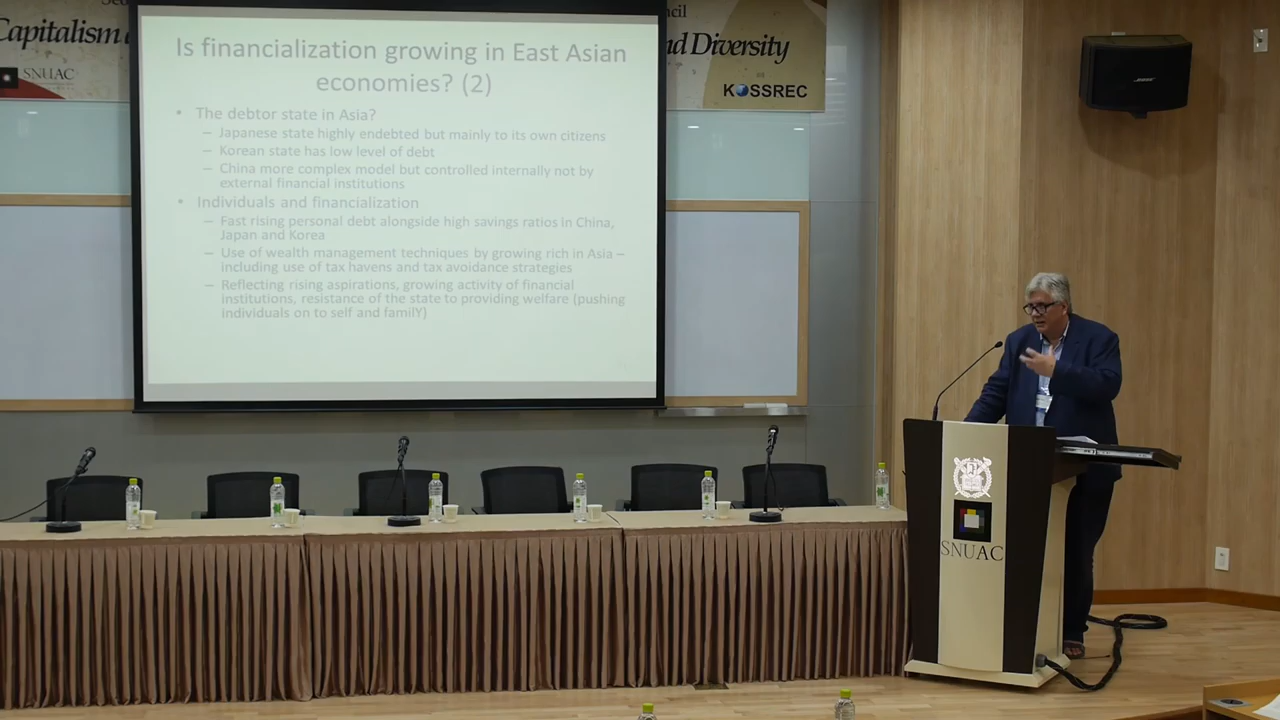 Capitalism
ncil
nd Diversity
SNUAC
KOSSREC
Is financialization growing in East Asian
economies? (2)
• The debtor state in Asia?
– Japanese state highly endebted but mainly to its own citizens
– Korean state has low level of debt
– China more complex model but controlled internally not by
external financial institutions
• Individuals and financialization
– Fast rising personal debt alongside high savings ratios in China,
Japan and Korea
– Use of wealth management techniques by growing rich in Asia –
including use of tax havens and tax avoidance strategies
– Reflecting rising aspirations, growing activity of financial
institutions, resistance of the state to providing welfare (pushing
individuals on to self and familY)
BOSE
SNUAC